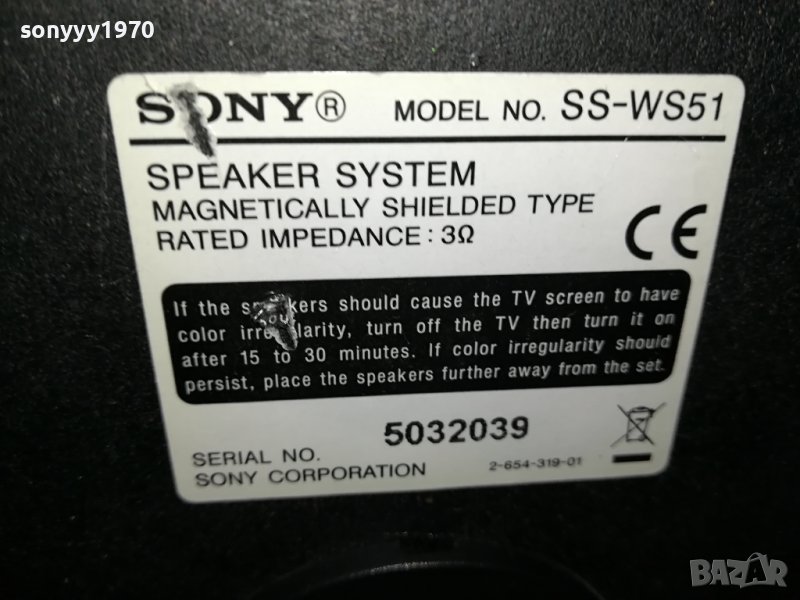 sonyyy1970
SONY® MODEL NO. SS-WS51
SPEAKER SYSTEM
MAGNETICALLY SHIELDED TYPE
RATED IMPEDANCE : 3Ω
CE
If the speakers should cause the TV screen to have
color irregularity, turn off the TV then turn it on
after 15 to 30 minutes. If color irregularity should
persist, place the speakers further away from the set.
SERIAL NO. 5032039
SONY CORPORATION 2-654-319-01
BAZAR